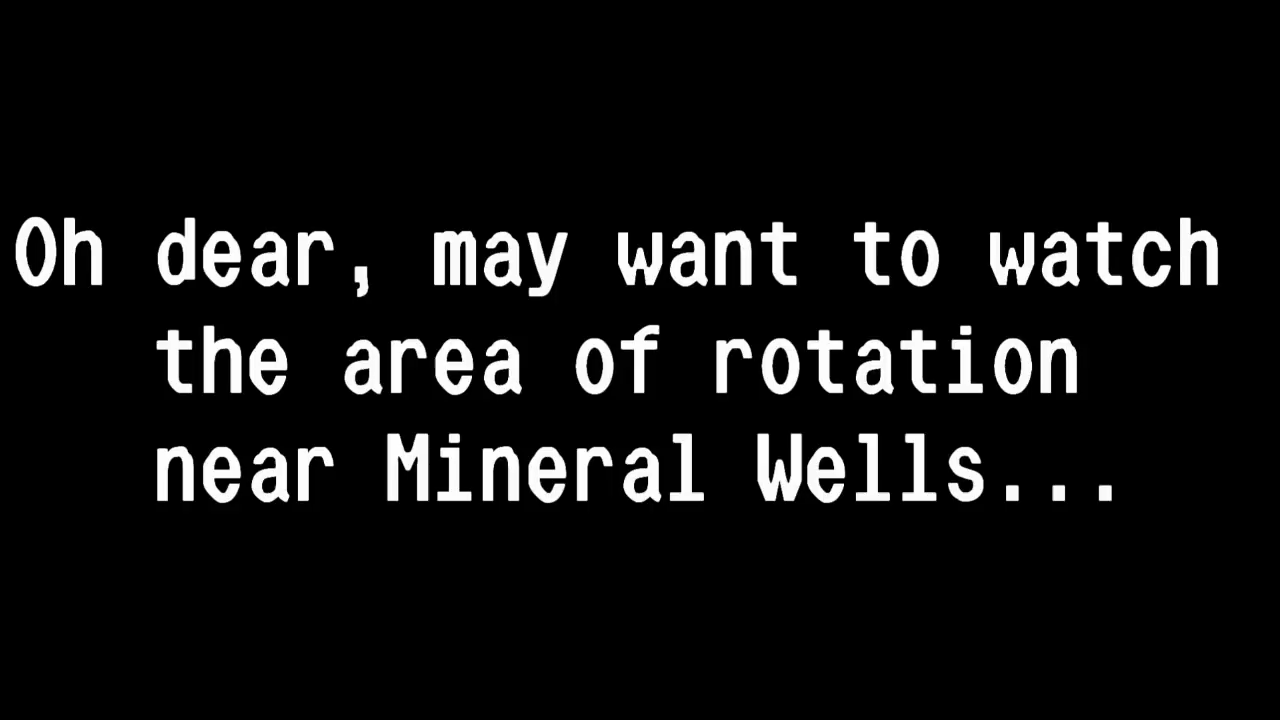 Oh dear, may want to watch
the area of rotation
near Mineral Wells...